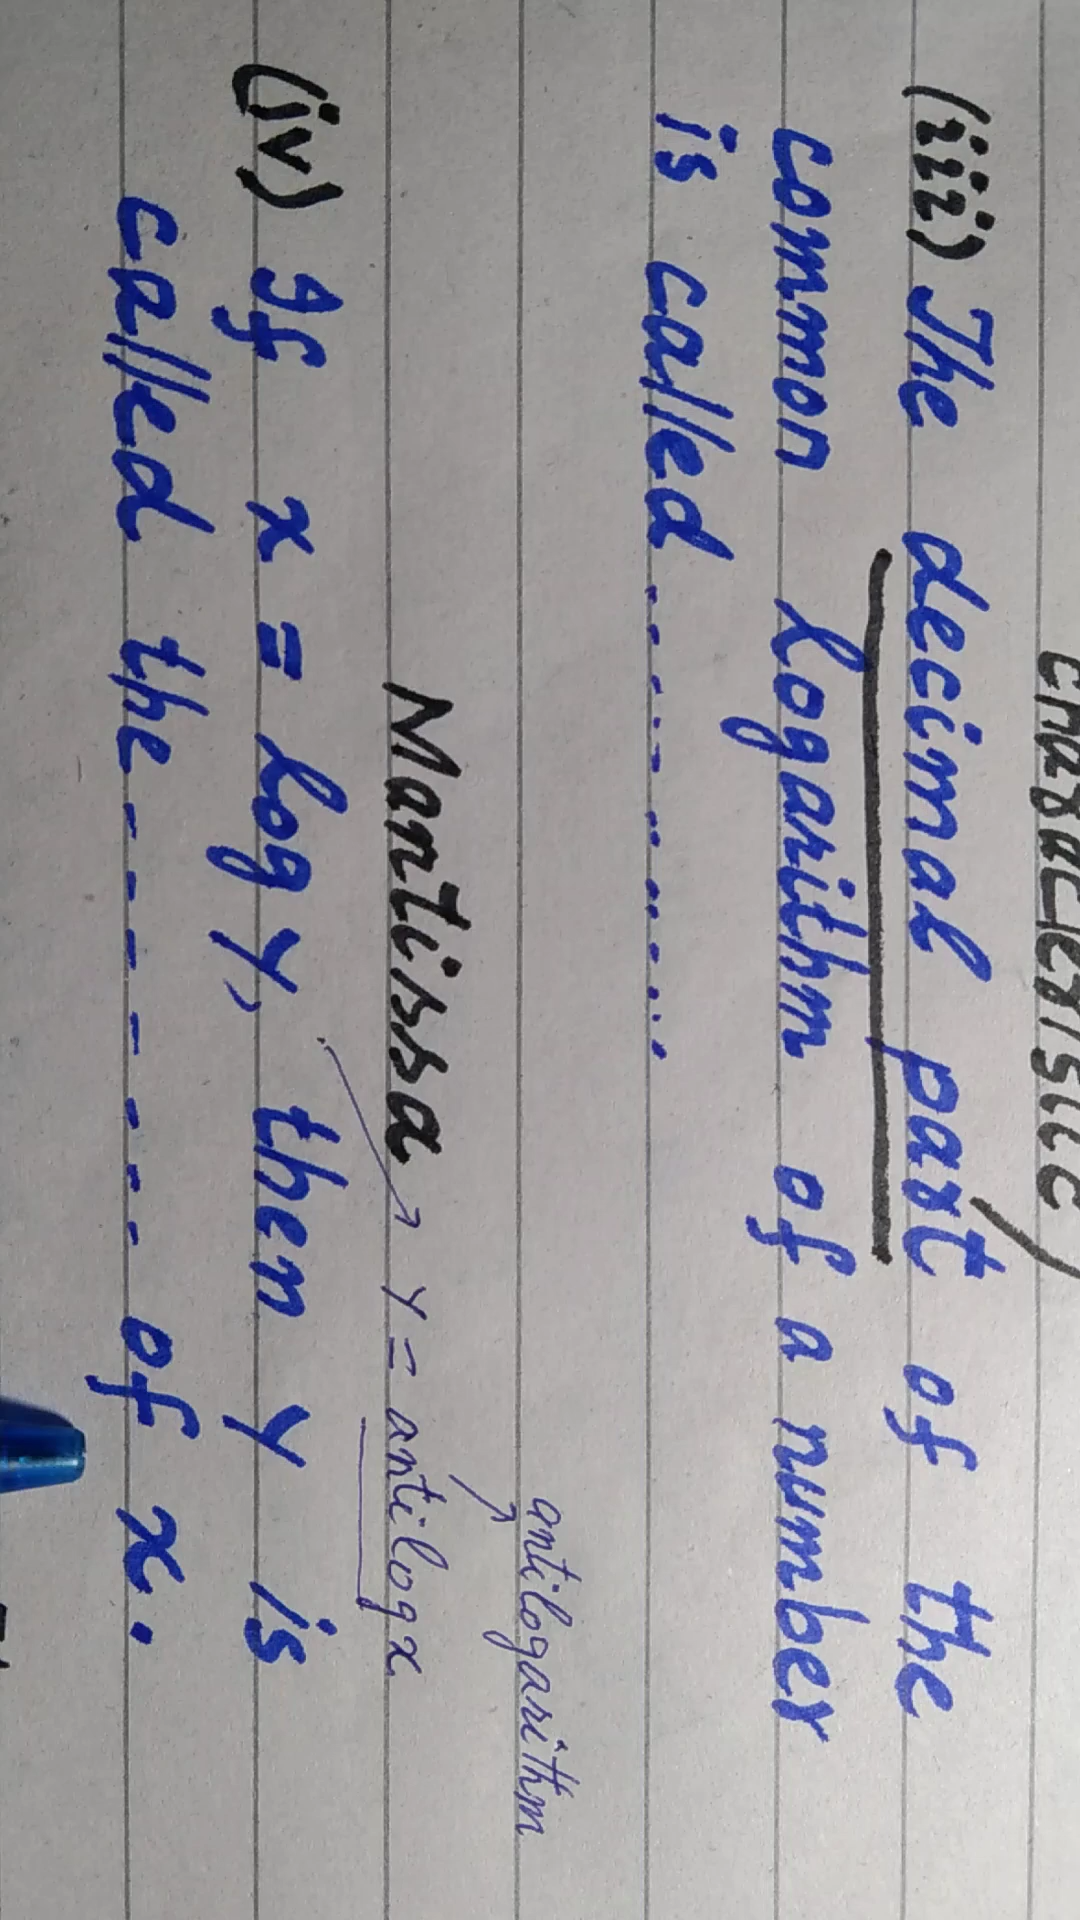 characteristic
(iii) The decimal part of the
common logarithm of a number
is called ............
antilogarithm
Mantissa y = antilog x
(iv) If x = log y, then y is
called the --------- of x.